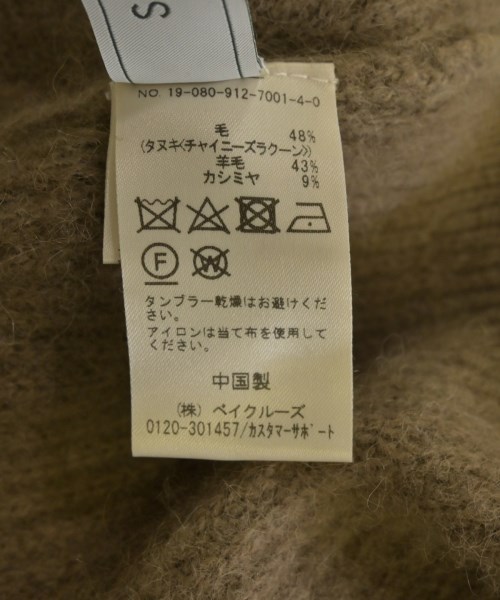 S
NO. 19-080-912-7001-4-0
毛 48%
(タヌキ<チャイニーズラクーン>)
羊毛 43%
カシミヤ 9%
F W
タンブラー乾燥はお避けくだ
さい。
アイロンは当て布を使用して
ください。
中国製
(株) ベイクルーズ
0120-301457/カスタマーサポート